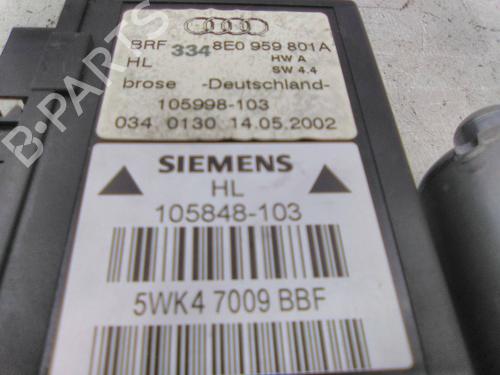 BRF 334 8E0 959 801A
HL HW A
SW 4.4
brose -Deutschland-
105998-103
034 0130 14.05.2002
SIEMENS
HL
105848-103
5WK4 7009 BBF
B-PARTS